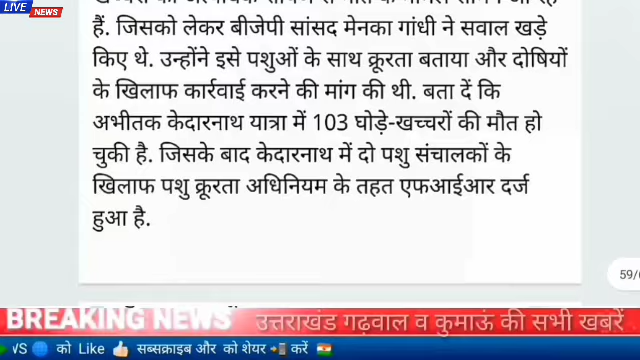 LIVE
NEWS
हैं. जिसको लेकर बीजेपी सांसद मेनका गांधी ने सवाल खड़े
किए थे. उन्होंने इसे पशुओं के साथ क्रूरता बताया और दोषियों
के खिलाफ कार्रवाई करने की मांग की थी. बता दें कि
अभीतक केदारनाथ यात्रा में 103 घोड़े-खच्चरों की मौत हो
चुकी है. जिसके बाद केदारनाथ में दो पशु संचालकों के
खिलाफ पशु क्रूरता अधिनियम के तहत एफआईआर दर्ज
हुआ है.
59/
BREAKING NEWS उत्तराखंड गढ़वाल व कुमाऊं की सभी खबरें
VS 🌐 को Like 👍 सब्सक्राइब और को शेयर 📲 करें 🇮🇳